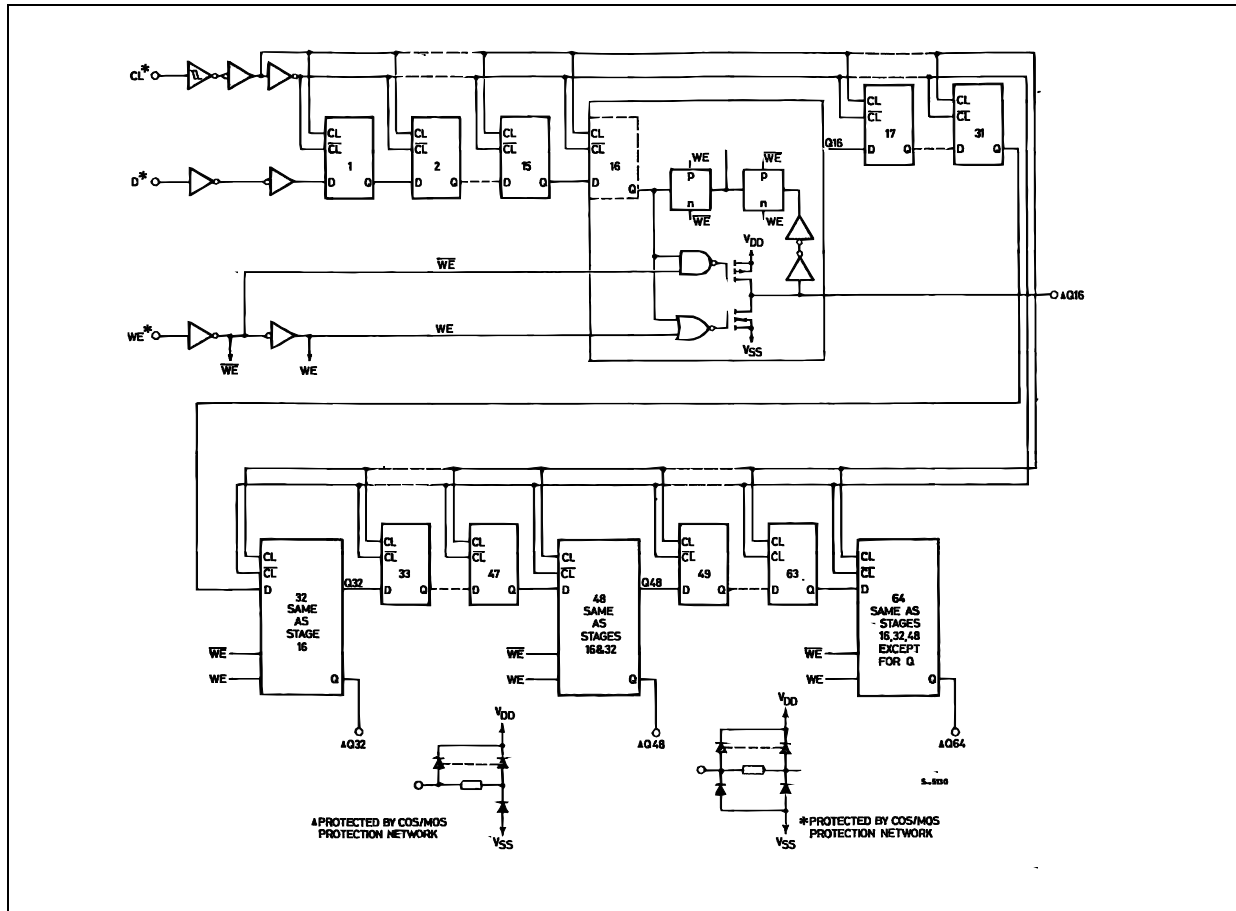 CL*
CL
CL
1
D
Q
CL
CL
2
D
Q
CL
CL
15
D
Q
CL
CL
16
D
Q
WE
P
n
WE
WE
P
n
WE
Q16
CL
CL
17
D
Q
CL
CL
31
D
Q
D*
VDD
WE
ΔQ16
WE*
WE
VSS
WE
WE
CL
CL
D
32
SAME
AS
STAGE
16
WE
WE
Q
Q32
CL
CL
33
D
Q
CL
CL
47
D
Q
CL
CL
D
48
SAME
AS
STAGES
16&32
WE
WE
Q
Q48
CL
CL
49
D
Q
CL
CL
63
D
Q
CL
CL
D
64
SAME AS
STAGES
16,32,48
EXCEPT
FOR Q
WE
WE
Q
ΔQ32
VDD
ΔQ48
VDD
ΔQ64
ΔPROTECTED BY COS/MOS
PROTECTION NETWORK
VSS
*PROTECTED BY COS/MOS
PROTECTION NETWORK
VSS